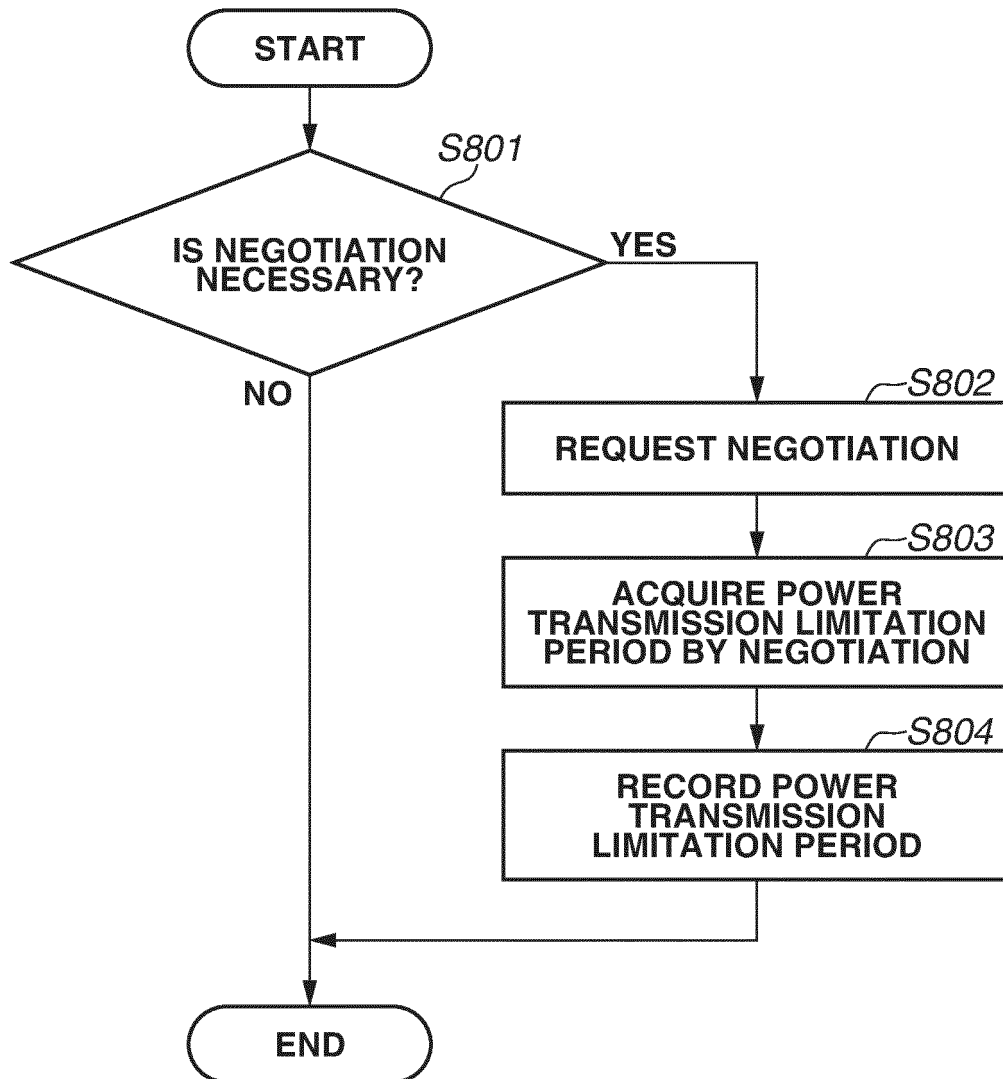 START
S801
IS NEGOTIATION
NECESSARY?
YES
NO
S802
REQUEST NEGOTIATION
S803
ACQUIRE POWER
TRANSMISSION LIMITATION
PERIOD BY NEGOTIATION
S804
RECORD POWER
TRANSMISSION
LIMITATION PERIOD
END